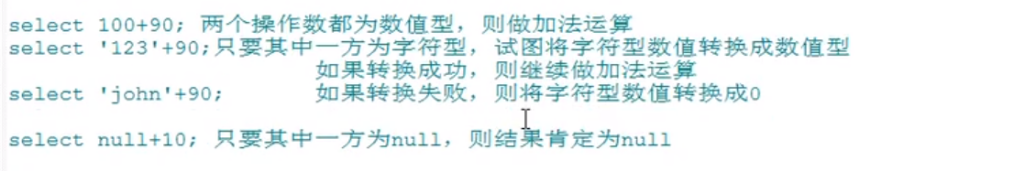 select 100+90; 两个操作数都为数值型，则做加法运算
select '123'+90;只要其中一方为字符型，试图将字符型数值转换成数值型
如果转换成功，则继续做加法运算
select 'john'+90; 如果转换失败，则将字符型数值转换成0
select null+10; 只要其中一方为null，则结果肯定为null